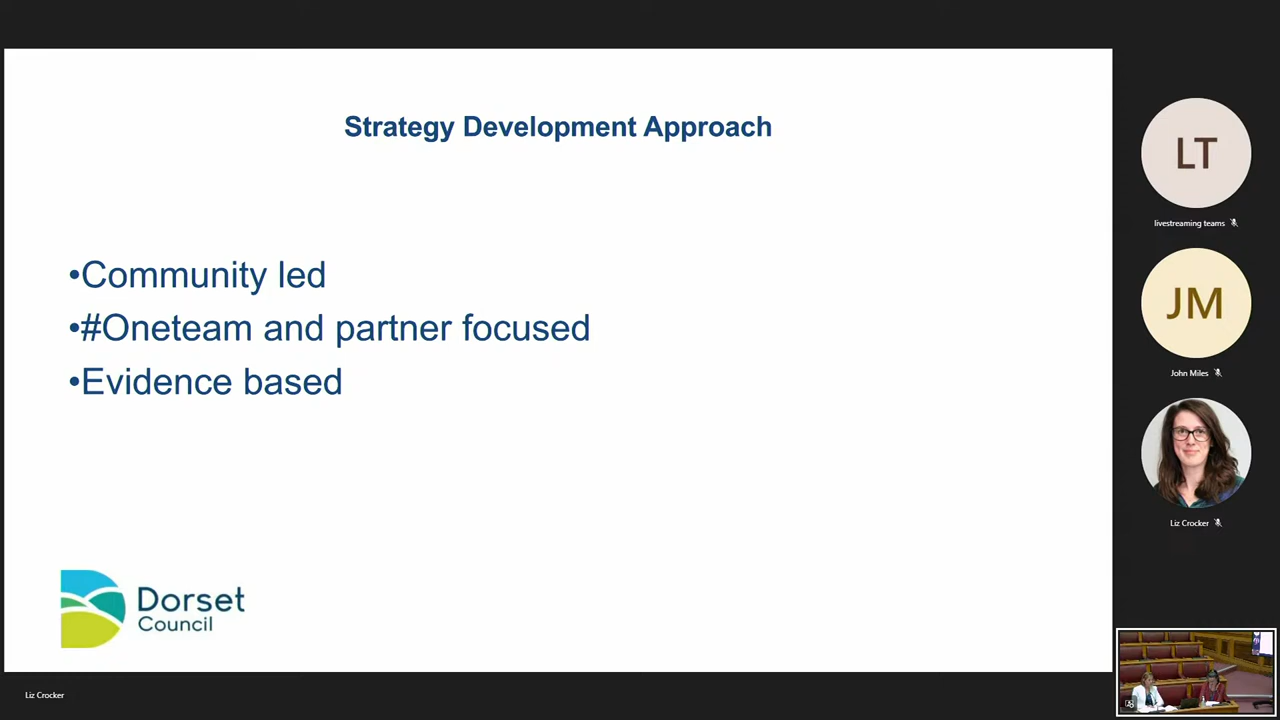 Strategy Development Approach
•Community led
•#Oneteam and partner focused
•Evidence based
Dorset
Council
LT
livestreaming teams
JM
John Miles
Liz Crocker
Liz Crocker